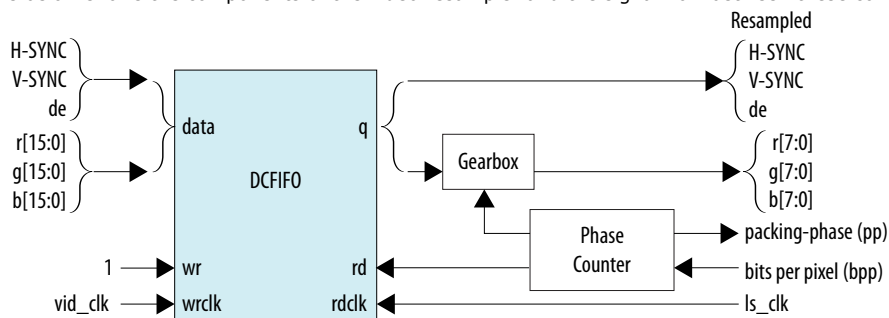 Resampled
H-SYNC
V-SYNC
de
r[15:0]
g[15:0]
b[15:0]
data
q
DCFIFO
1
wr
rd
vid_clk
wrclk
rdclk
Gearbox
Phase
Counter
H-SYNC
V-SYNC
de
r[7:0]
g[7:0]
b[7:0]
packing-phase (pp)
bits per pixel (bpp)
ls_clk